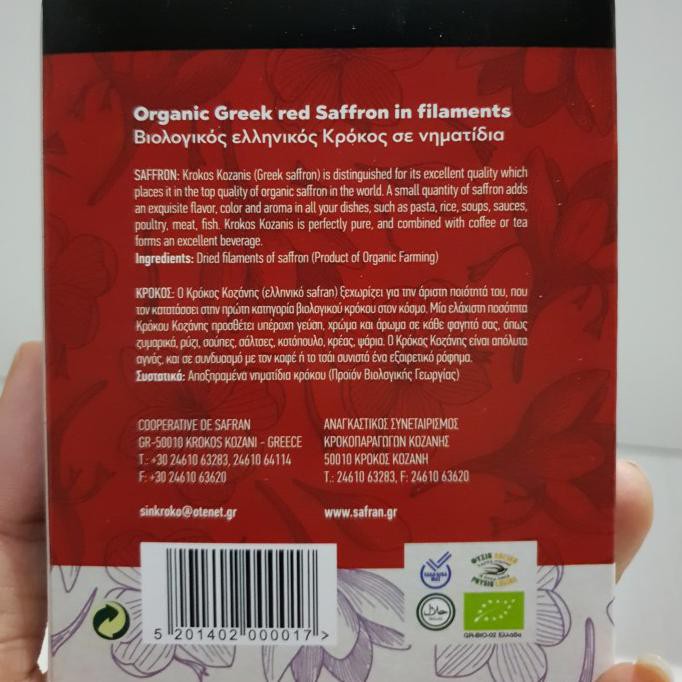 Organic Greek red Saffron in filaments
Βιολογικός ελληνικός Κρόκος σε νηματίδια
SAFFRON: Krokos Kozanis (Greek saffron) is distinguished for its excellent quality which
places it in the top quality of organic saffron in the world. A small quantity of saffron adds
an exquisite flavor, color and aroma in all your dishes, such as pasta, rice, soups, sauces,
poultry, meat, fish. Krokos Kozanis is perfectly pure, and combined with coffee or tea
forms an excellent beverage.
Ingredients: Dried filaments of saffron (Product of Organic Farming)
ΚΡΟΚΟΣ: Ο Κρόκος Κοζάνης (ελληνικό safran) ξεχωρίζει για την άριστη ποιότητά του, που
τον κατατάσσει στην πρώτη κατηγορία βιολογικού κρόκου στον κόσμο. Μία ελάχιστη ποσότητα
Κρόκου Κοζάνης προσθέτει υπέροχη γεύση, χρώμα και άρωμα σε κάθε φαγητό σας, όπως
ζυμαρικά, ρύζι, σούπες, σάλτσες, κοτόπουλο, κρέας, ψάρια. Ο Κρόκος Κοζάνης είναι απόλυτα
αγνός, και σε συνδυασμό με τον καφέ ή το τσάι συνιστά ένα εξαιρετικό ρόφημα.
Συστατικά: Αποξηραμένα νηματίδια κρόκου (Προιόν Βιολογικής Γεωργίας)
COOPERATIVE DE SAFRAN
GR-50010 KROKOS KOZANI - GREECE
T.: +30 24610 63283, 24610 64114
F: +30 24610 63620
sinkroko@otenet.gr
ΑΝΑΓΚΑΣΤΙΚΟΣ ΣΥΝΕΤΑΙΡΙΣΜΟΣ
ΚΡΟΚΟΠΑΡΑΓΩΓΩΝ ΚΟΖΑΝΗΣ
50010 ΚΡΟΚΟΣ ΚΟΖΑΝΗ
T.: 24610 63283, F: 24610 63620
www.safran.gr
5 201402 000017 >
GR-BIO-02 Ελλάδα